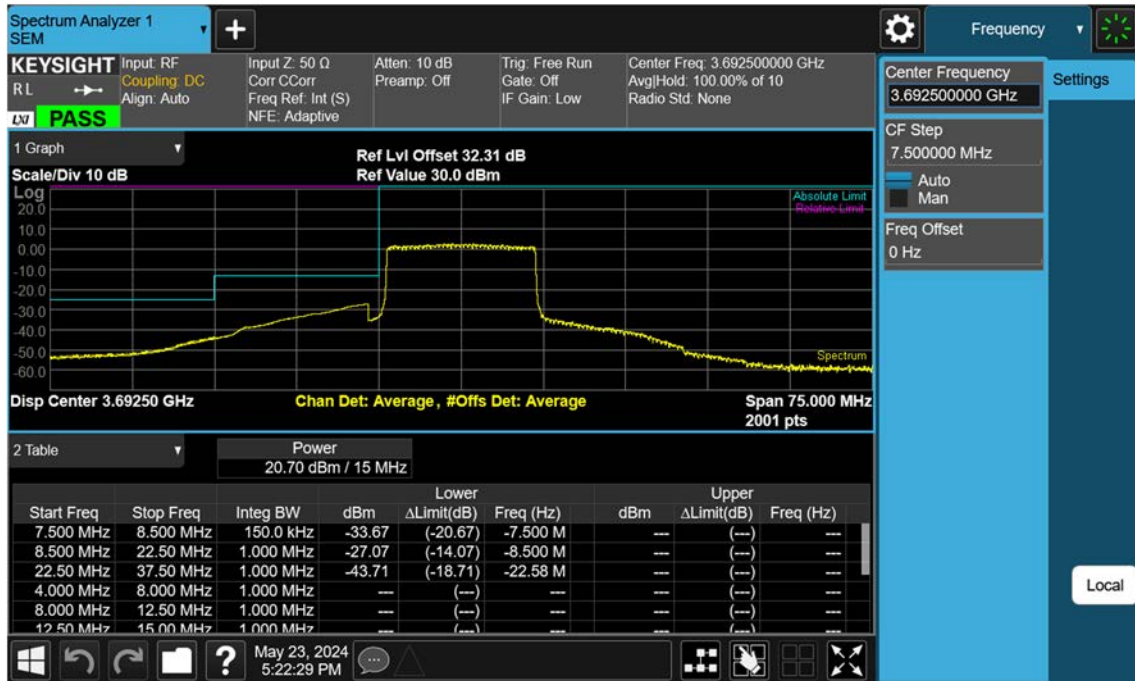 Spectrum Analyzer 1
SEM
+
Frequency
KEYSIGHT
RL
LXI PASS
Input: RF
Coupling: DC
Align: Auto
Input Z: 50 Ω
Corr CCorr
Freq Ref: Int (S)
NFE: Adaptive
Atten: 10 dB
Preamp: Off
Trig: Free Run
Gate: Off
IF Gain: Low
Center Freq: 3.692500000 GHz
Avg|Hold: 100.00% of 10
Radio Std: None
Center Frequency
3.692500000 GHz
Settings
CF Step
7.500000 MHz
Auto
Man
Freq Offset
0 Hz
Local
1 Graph
Scale/Div 10 dB
Ref Lvl Offset 32.31 dB
Ref Value 30.0 dBm
Log
20.0
10.0
0.00
-10.0
-20.0
-30.0
-40.0
-50.0
-60.0
Absolute Limit
Relative Limit
Spectrum
Disp Center 3.69250 GHz
Chan Det: Average, #Offs Det: Average
Span 75.000 MHz
2001 pts
2 Table
Power
20.70 dBm / 15 MHz
Lower Upper
Start Freq Stop Freq Integ BW dBm ΔLimit(dB) Freq (Hz) dBm ΔLimit(dB) Freq (Hz)
7.500 MHz 8.500 MHz 150.0 kHz -33.67 (-20.67) -7.500 M --- (---) ---
8.500 MHz 22.50 MHz 1.000 MHz -27.07 (-14.07) -8.500 M --- (---) ---
22.50 MHz 37.50 MHz 1.000 MHz -43.71 (-18.71) -22.58 M --- (---) ---
4.000 MHz 8.000 MHz 1.000 MHz --- (---) --- --- (---) ---
8.000 MHz 12.50 MHz 1.000 MHz --- (---) --- --- (---) ---
12.50 MHz 15.00 MHz 1.000 MHz --- (---) --- --- (---) ---
?
May 23, 2024
5:22:29 PM